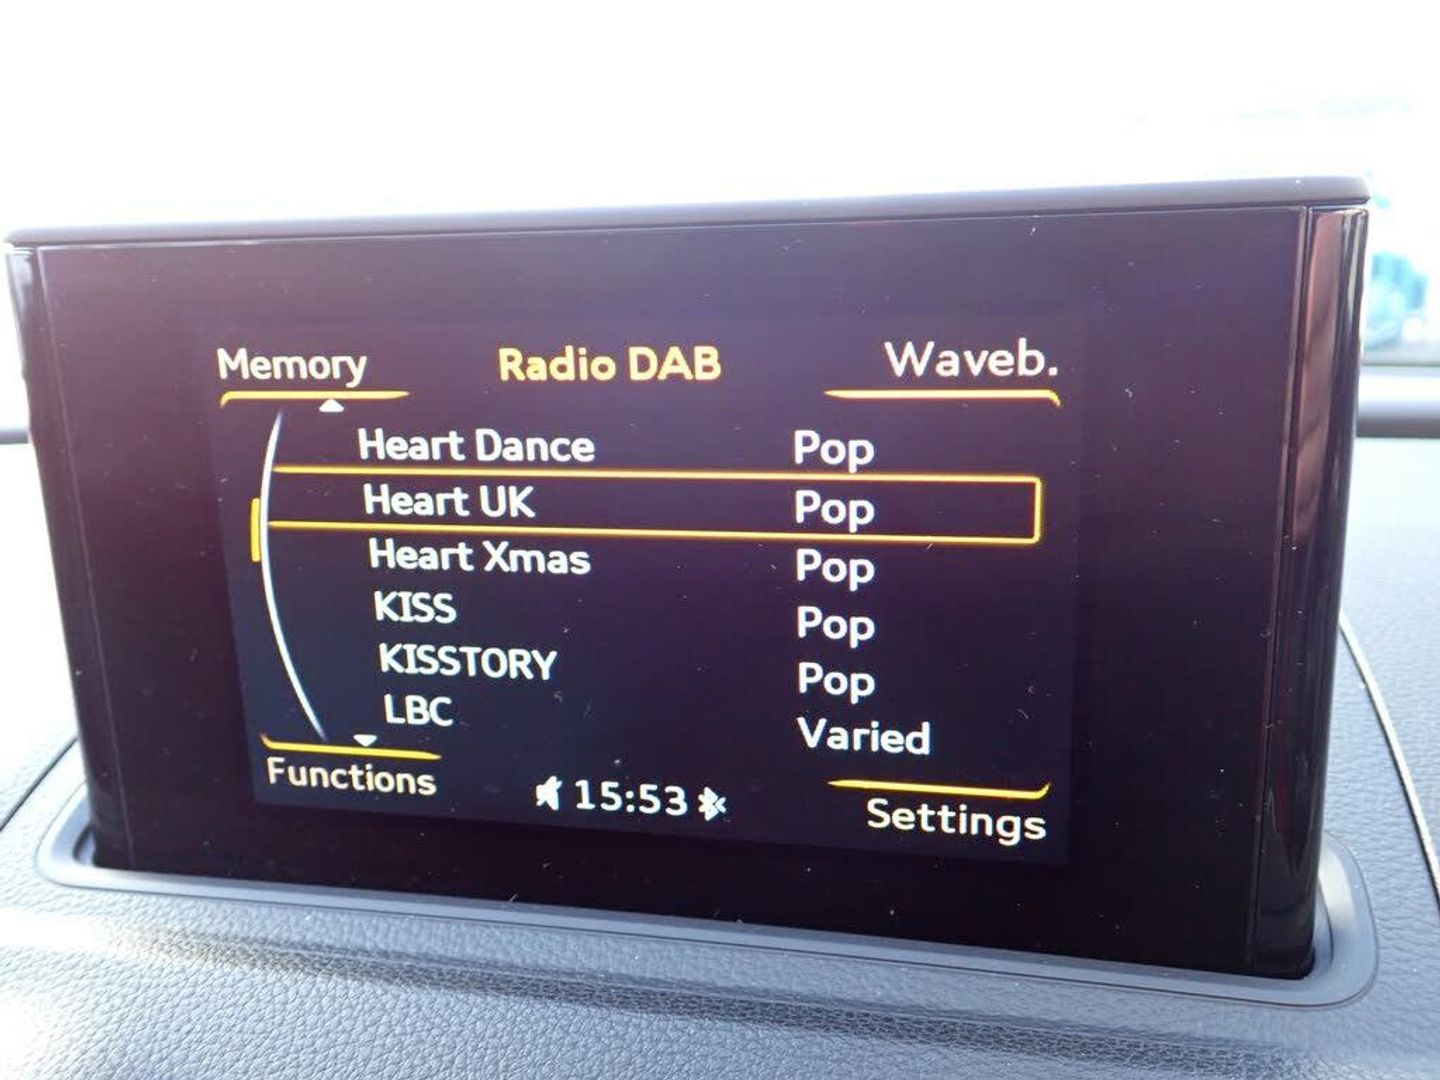 Memory Radio DAB Waveb.
Heart Dance Pop
Heart UK Pop
Heart Xmas Pop
KISS Pop
KISSTORY Pop
LBC Varied
Functions 15:53 Settings